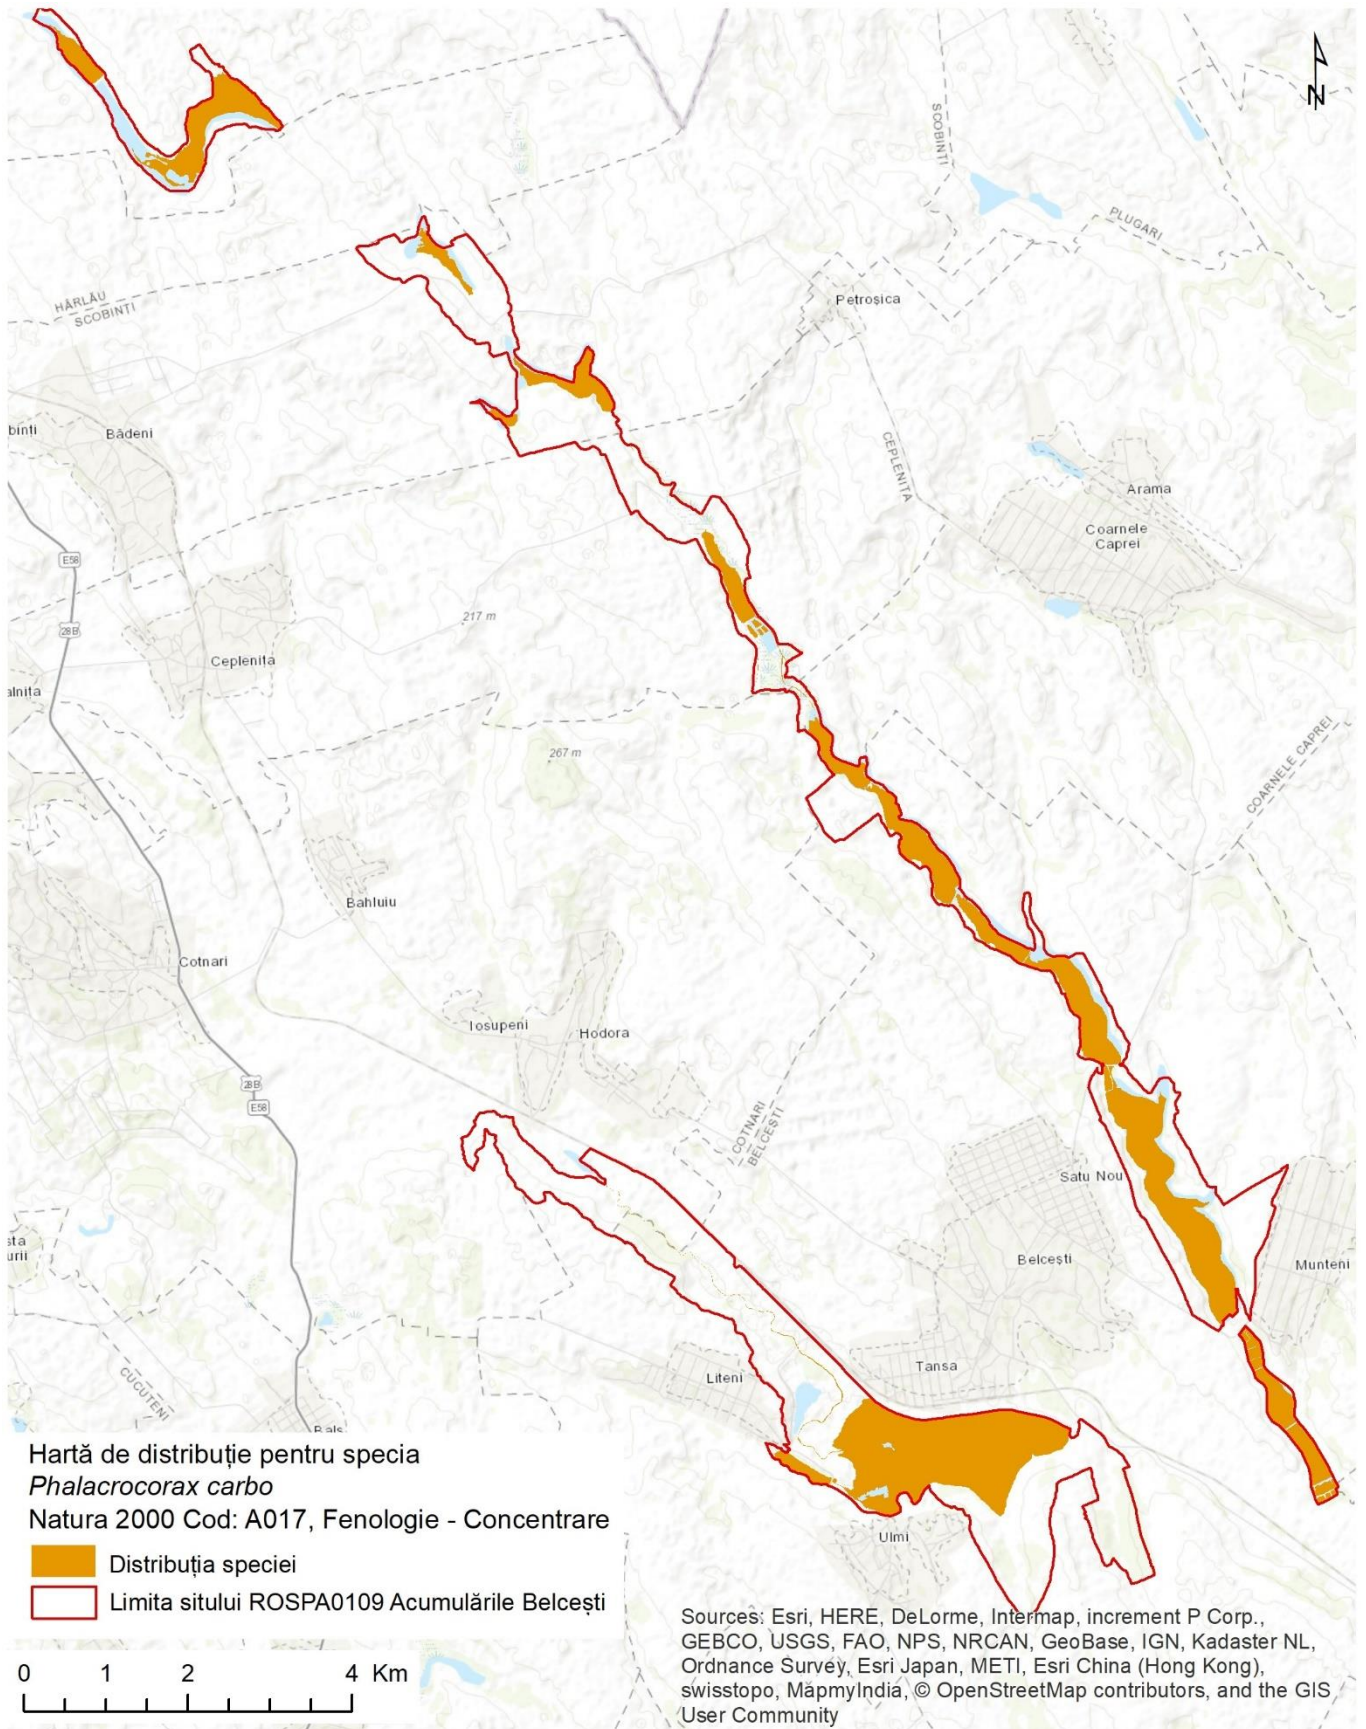 N
SCOBINTI
PLUGARI
HÂRLĂU
SCOBINTI
Petroșica
binți
Bădeni
CEPLENIȚA
Arama
Coarnele
Caprei
E58
217 m
28B
Ceplenița
alnița
267 m
COARNELE CAPREI
Bahluiu
Cotnari
Iosupeni
Hodora
28B
E58
COTNARI
BELCEȘTI
Satu Nou
sta
urii
Belcești
Munteni
Tansa
Liteni
CUCUTENI
Bals
Ulmi
Hartă de distribuție pentru specia
Phalacrocorax carbo
Natura 2000 Cod: A017, Fenologie - Concentrare
Distribuția speciei
Limita sitului ROSPA0109 Acumulările Belcești
0 1 2 4 Km
Sources: Esri, HERE, DeLorme, Intermap, increment P Corp.,
GEBCO, USGS, FAO, NPS, NRCAN, GeoBase, IGN, Kadaster NL,
Ordnance Survey, Esri Japan, METI, Esri China (Hong Kong),
swisstopo, MapmyIndia, © OpenStreetMap contributors, and the GIS
User Community